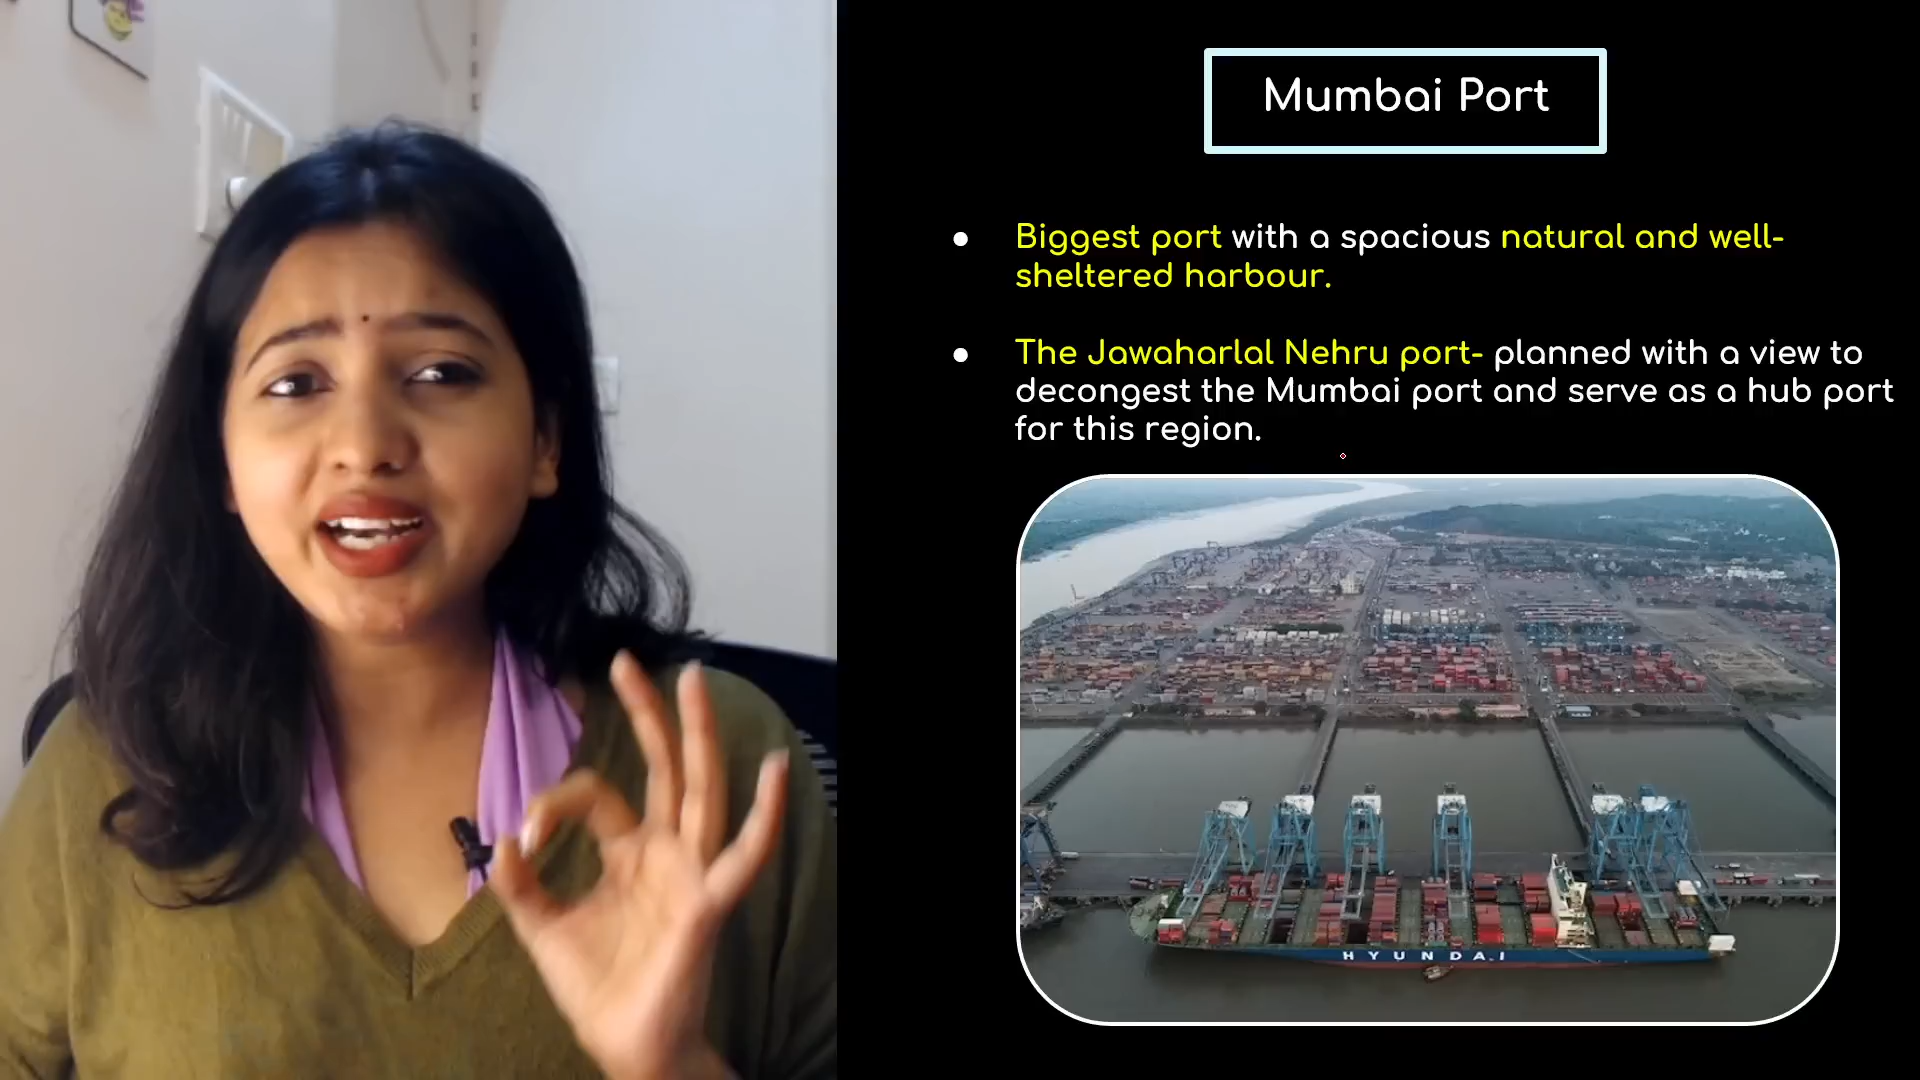 Mumbai Port
Biggest port with a spacious natural and well-
sheltered harbour.
The Jawaharlal Nehru port- planned with a view to
decongest the Mumbai port and serve as a hub port
for this region.
HYUNDAI